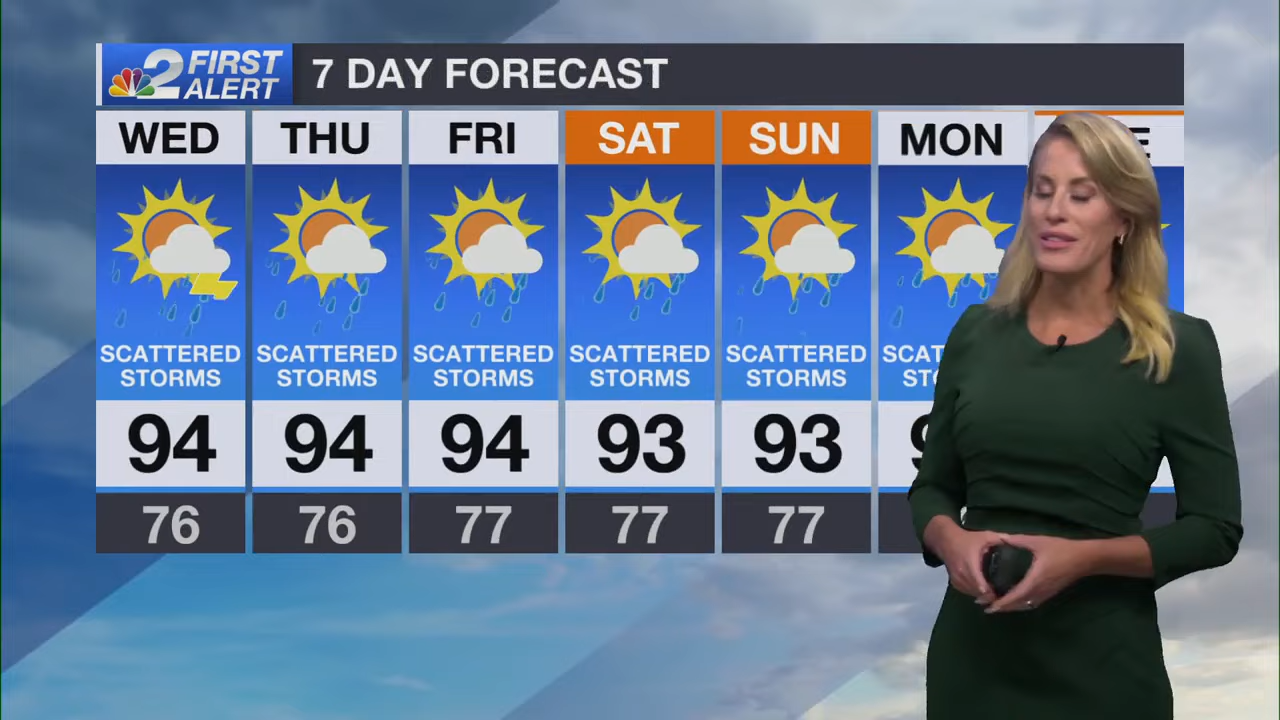 2 FIRST ALERT
7 DAY FORECAST
WED THU FRI SAT SUN MON
SCATTERED STORMS SCATTERED STORMS SCATTERED STORMS SCATTERED STORMS SCATTERED STORMS
94 94 94 93 93
76 76 77 77 77